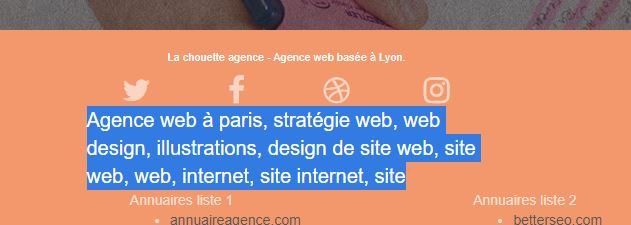 La chouette agence - Agence web basée à Lyon.
Agence web à paris, stratégie web, web
design, illustrations, design de site web, site
web, web, internet, site internet, site
Annuaires liste 1
Annuaires liste 2
• annuaireagence.com
• betterseo.com